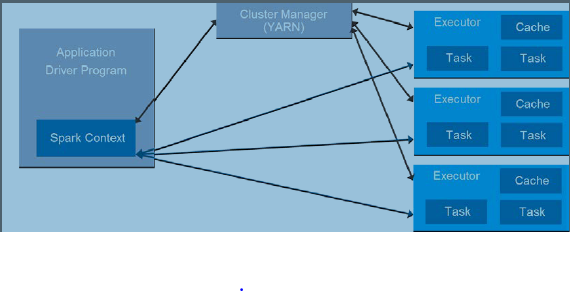 Cluster Manager
(YARN)
Application
Driver Program
Spark Context
Executor
Cache
Task
Task
Executor
Cache
Task
Task
Executor
Cache
Task
Task